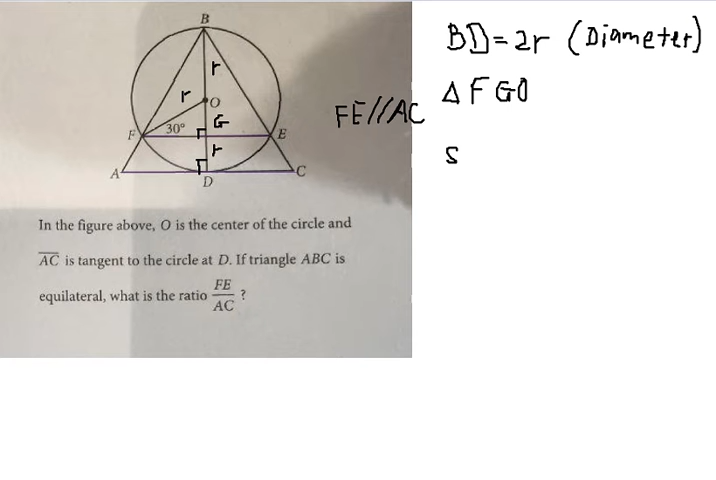 B
r
r
O
G
F
30°
E
r
A
D
C
FE//AC
BD=2r (Diameter)
Δ FGO
S
In the figure above, O is the center of the circle and
AC is tangent to the circle at D. If triangle ABC is
equilateral, what is the ratio FE/AC ?